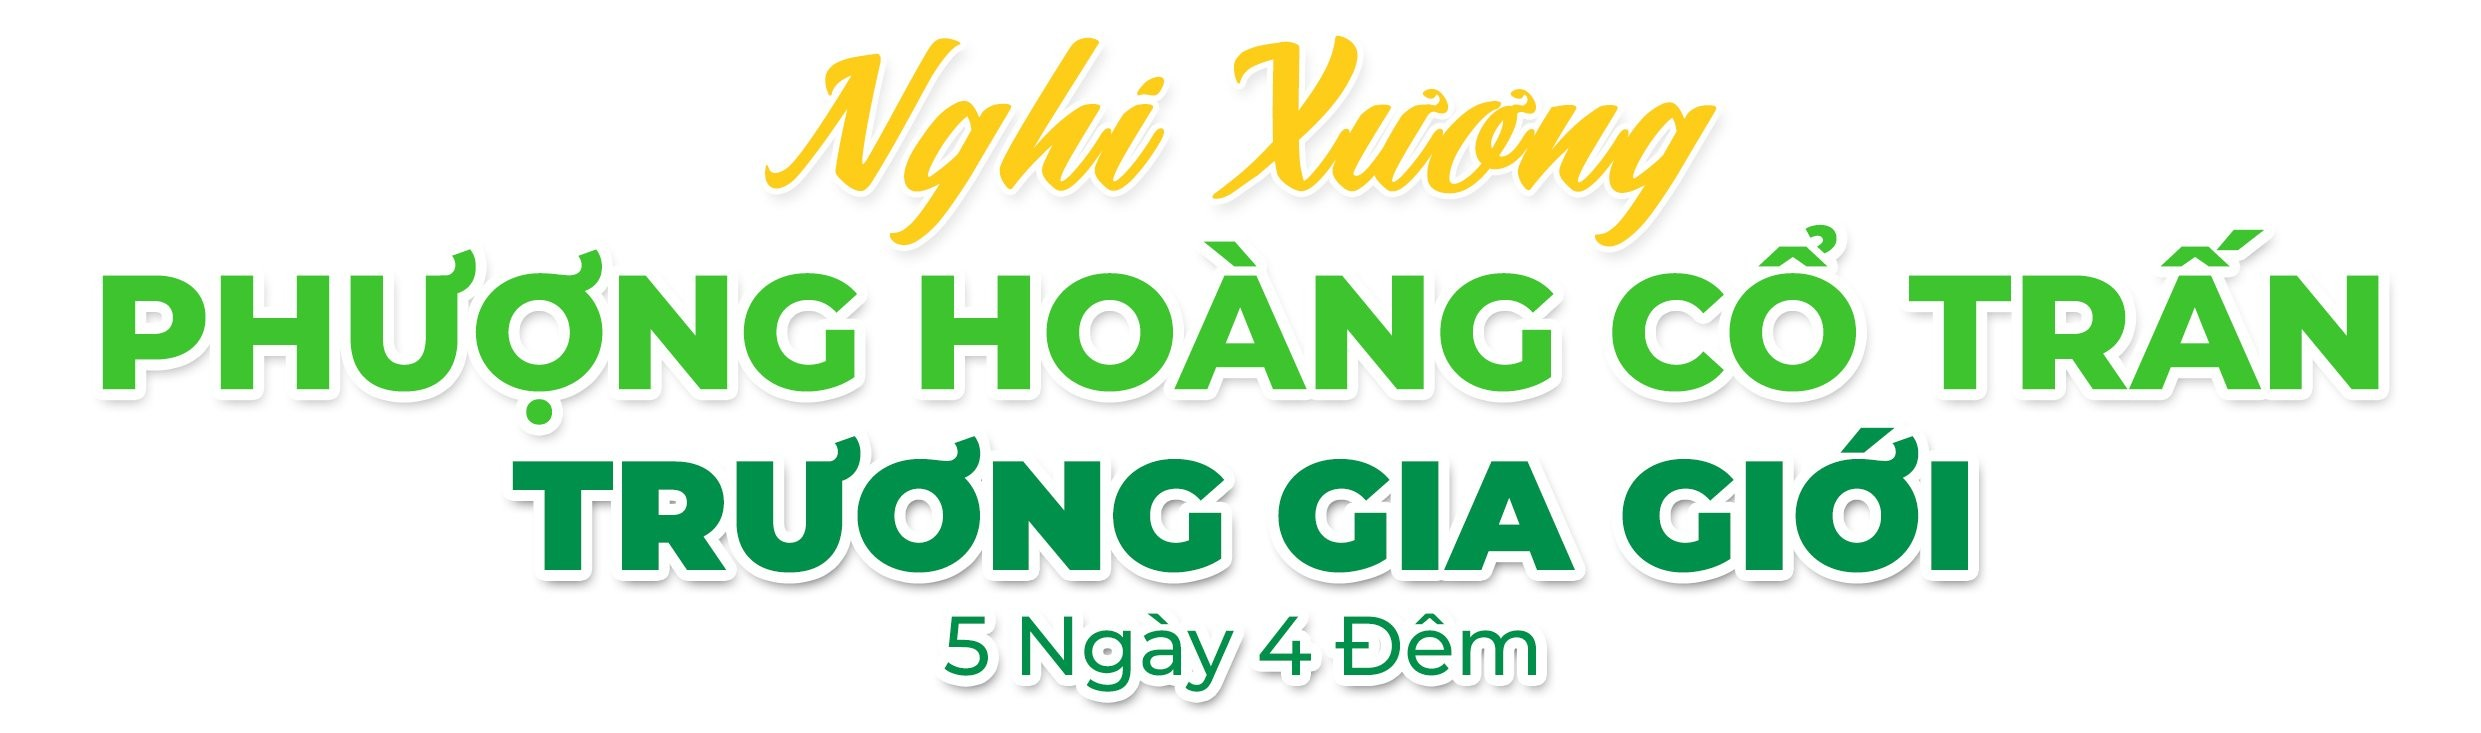 Nghi Xương
PHƯỢNG HOÀNG CỔ TRẤN
TRƯƠNG GIA GIỚI
5 Ngày 4 Đêm